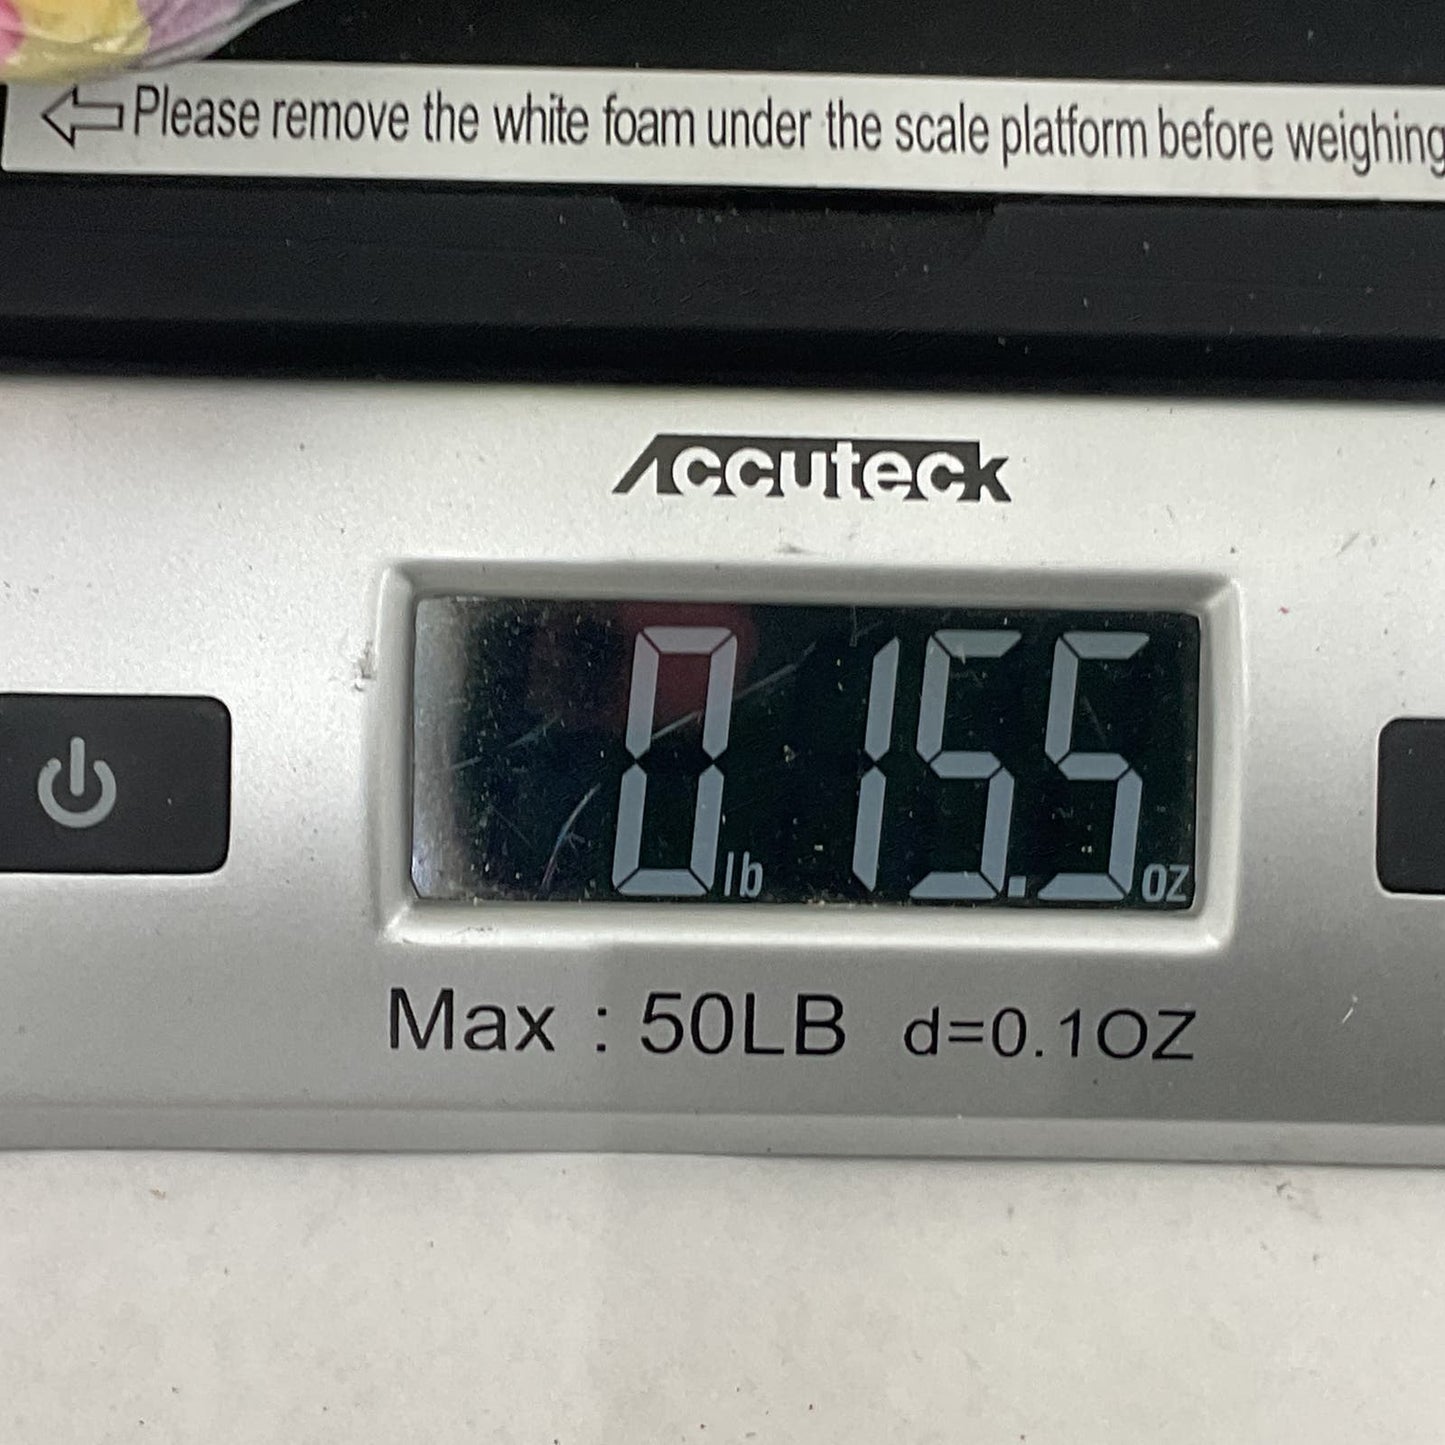 Please remove the white foam under the scale platform before weighing
Accuteck
0 lb 15.5 oz
Max : 50LB d=0.1OZ